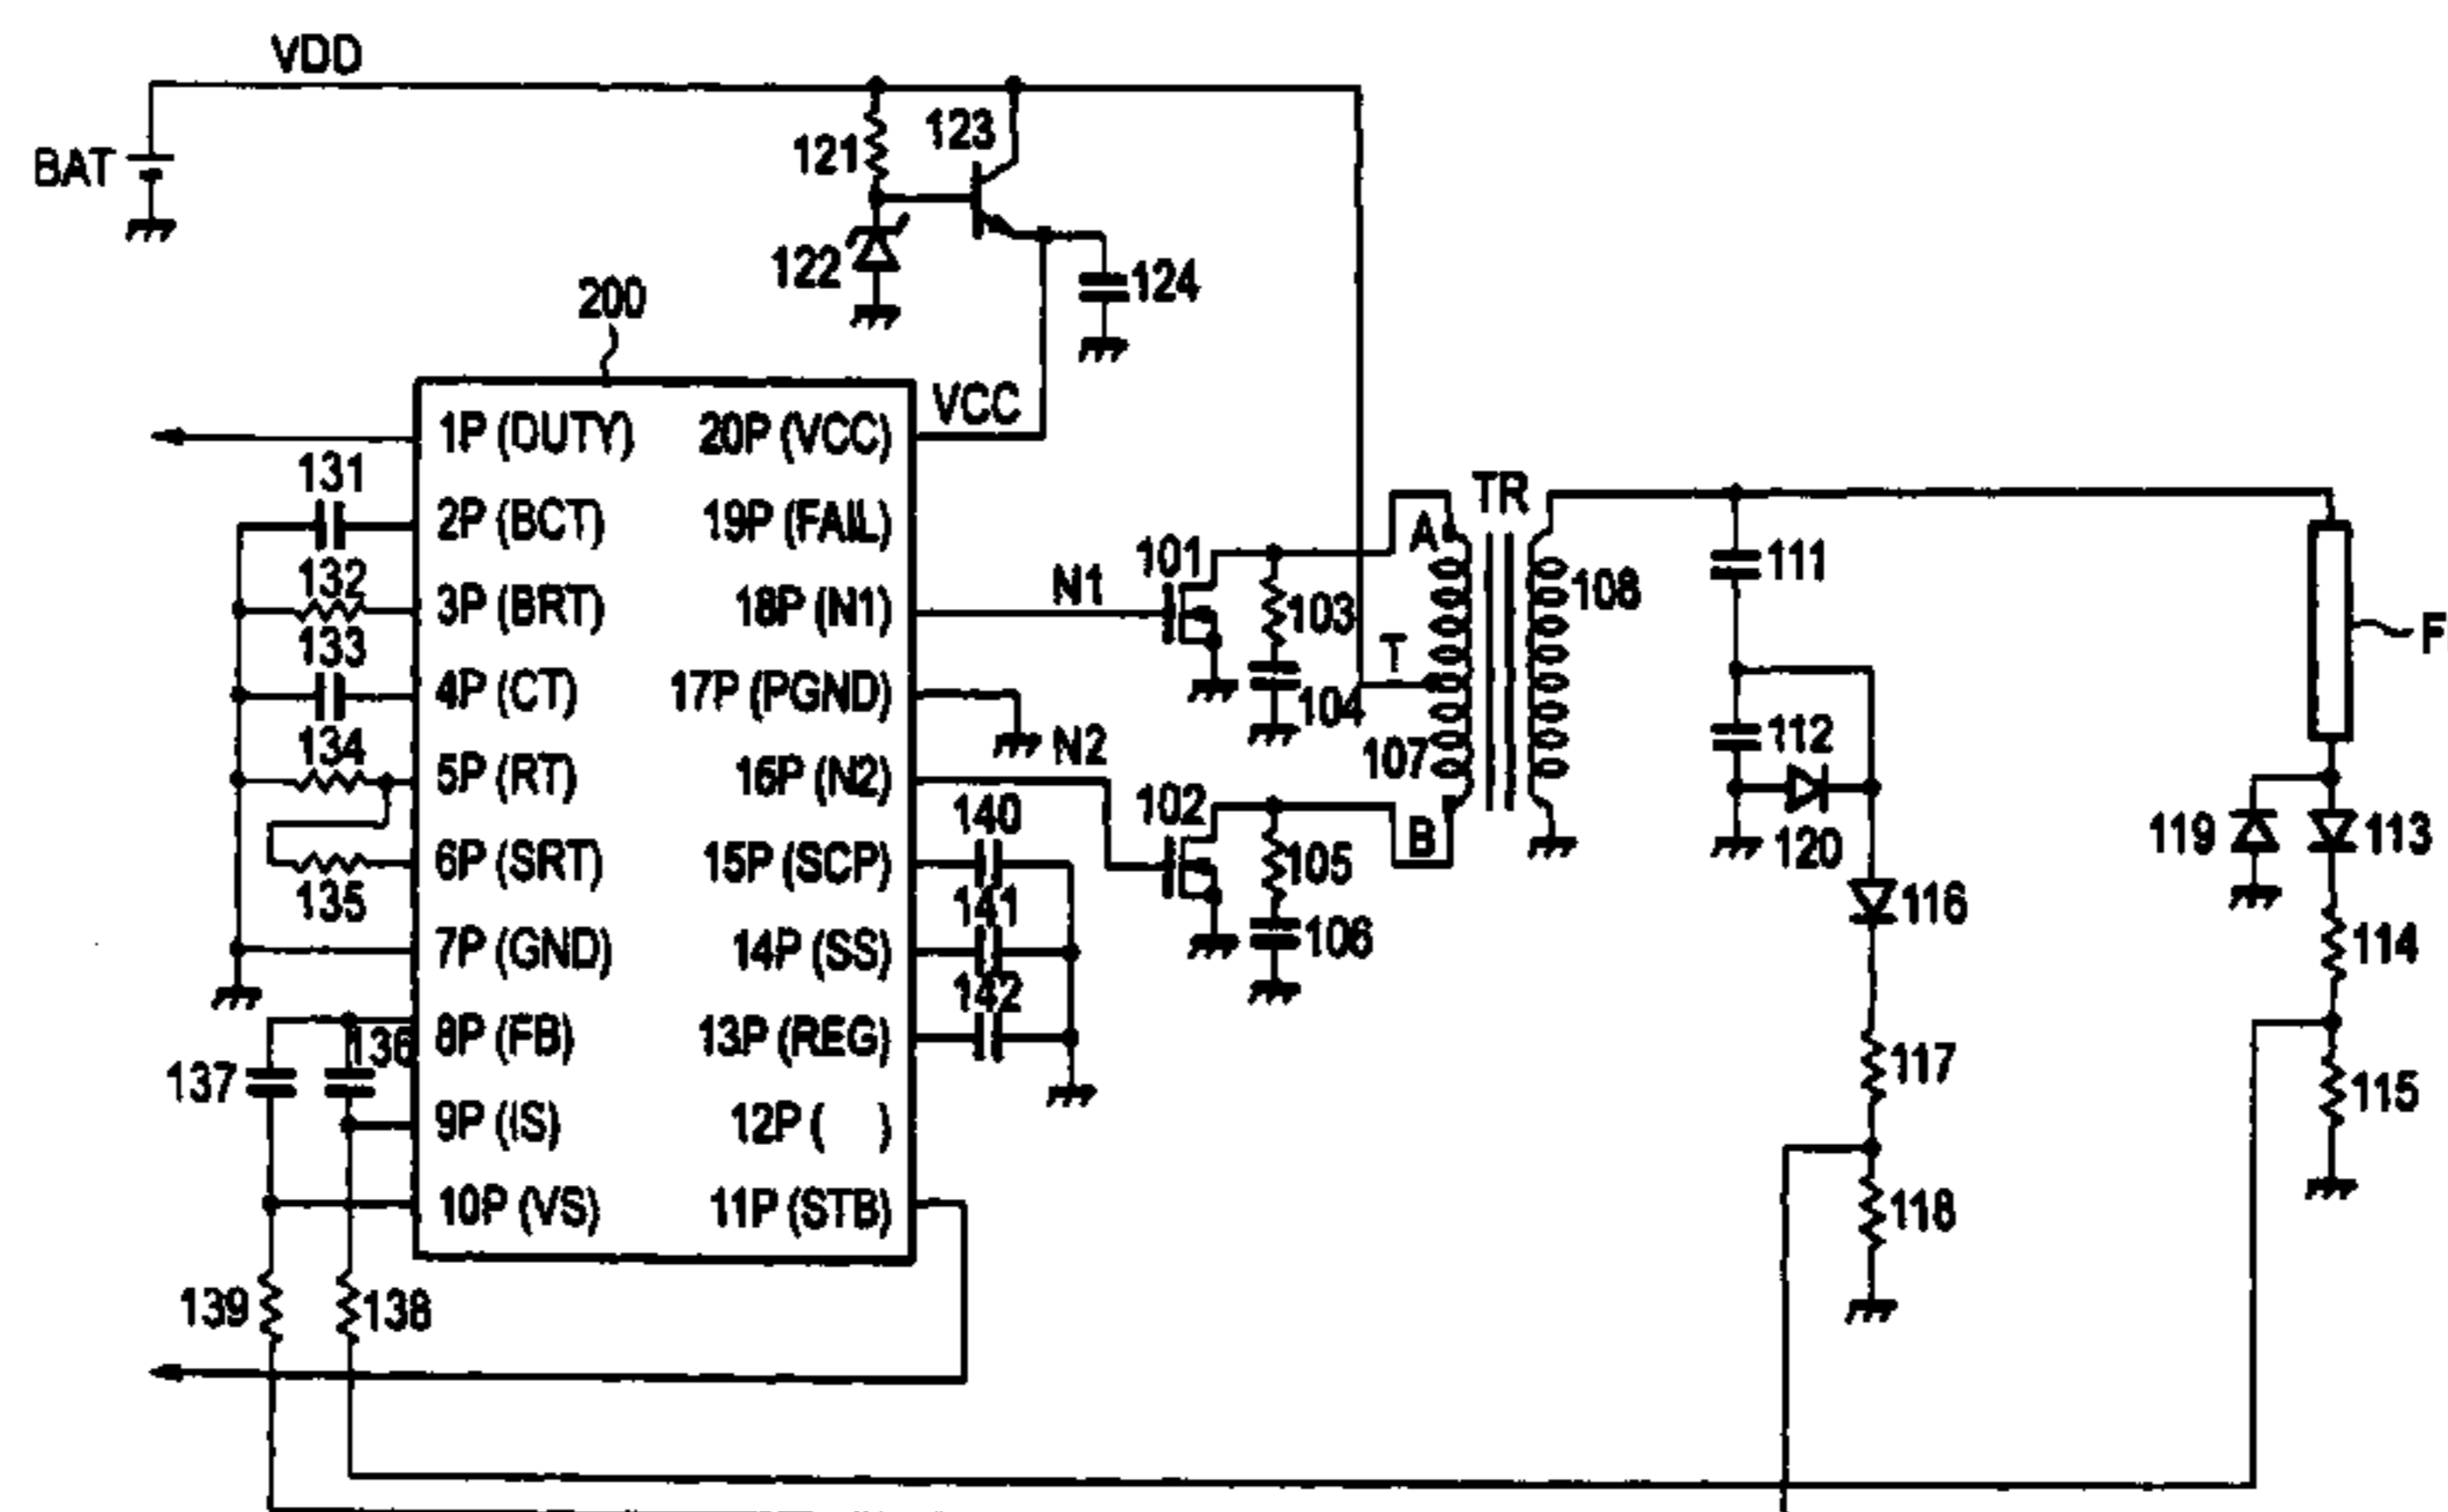 VDD
BAT
121
123
122
124
200
VCC
1P (DUTY)
2P (BCT)
3P (BRT)
4P (CT)
5P (RT)
6P (SRT)
7P (GND)
8P (FB)
9P (IS)
10P (VS)
20P (VCC)
19P (FAIL)
18P (N1)
17P (PGND)
16P (N2)
15P (SCP)
14P (SS)
13P (REG)
12P ( )
11P (STB)
131
132
133
134
135
136
137
139
138
N1
N2
101
102
103
104
105
106
140
141
142
TR
A
T
B
107
108
111
112
120
116
117
118
119
113
114
115